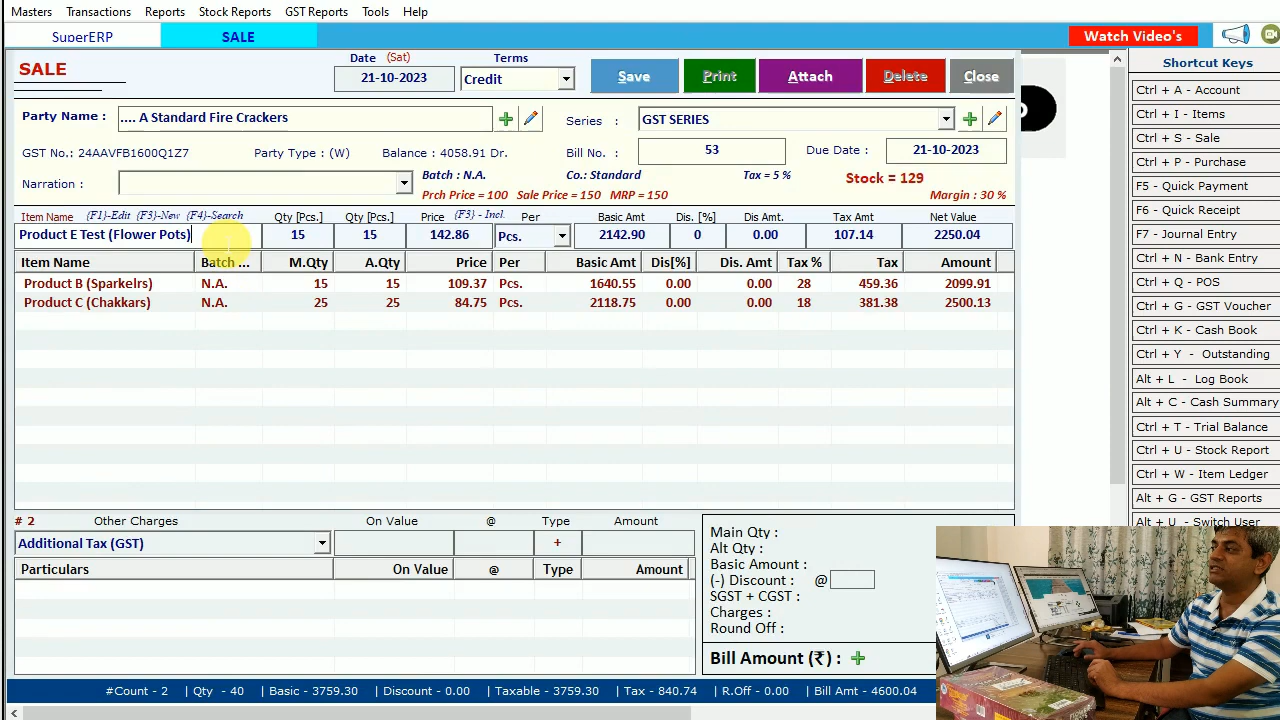 Masters Transactions Reports Stock Reports GST Reports Tools Help
SuperERP SALE Watch Video's
SALE Date (Sat) Terms
21-10-2023 Credit Save Print Attach Delete Close
Party Name : .... A Standard Fire Crackers Series : GST SERIES
GST No.: 24AAVFB1600Q1Z7 Party Type : (W) Balance : 4058.91 Dr. Bill No. : 53 Due Date : 21-10-2023
Narration : Batch : N.A. Co.: Standard Tax = 5 % Stock = 129
Prch Price = 100 Sale Price = 150 MRP = 150 Margin : 30 %
Item Name {F1}-Edit {F3}-New {F4}-Search Qty [Pcs.] Qty [Pcs.] Price {F5} - Incl. Per Basic Amt Dis. [%] Dis Amt. Tax Amt Net Value
Product E Test (Flower Pots) 15 15 142.86 Pcs. 2142.90 0 0.00 107.14 2250.04
Item Name Batch ... M.Qty A.Qty Price Per Basic Amt Dis[%] Dis. Amt Tax % Tax Amount
Product B (Sparkelrs) N.A. 15 15 109.37 Pcs. 1640.55 0.00 0.00 28 459.36 2099.91
Product C (Chakkars) N.A. 25 25 84.75 Pcs. 2118.75 0.00 0.00 18 381.38 2500.13
# 2 Other Charges On Value @ Type Amount
Additional Tax (GST) +
Particulars On Value @ Type Amount
Main Qty :
Alt Qty :
Basic Amount :
(-) Discount : @
SGST + CGST :
Charges :
Round Off :
Bill Amount (₹) :
#Count - 2 | Qty - 40 | Basic - 3759.30 | Discount - 0.00 | Taxable - 3759.30 | Tax - 840.74 | R.Off - 0.00 | Bill Amt - 4600.04
Shortcut Keys
Ctrl + A - Account
Ctrl + I - Items
Ctrl + S - Sale
Ctrl + P - Purchase
F5 - Quick Payment
F6 - Quick Receipt
F7 - Journal Entry
Ctrl + N - Bank Entry
Ctrl + Q - POS
Ctrl + G - GST Voucher
Ctrl + K - Cash Book
Ctrl + Y - Outstanding
Alt + L - Log Book
Alt + C - Cash Summary
Ctrl + T - Trial Balance
Ctrl + U - Stock Report
Ctrl + W - Item Ledger
Alt + G - GST Reports
Alt + U - Switch User